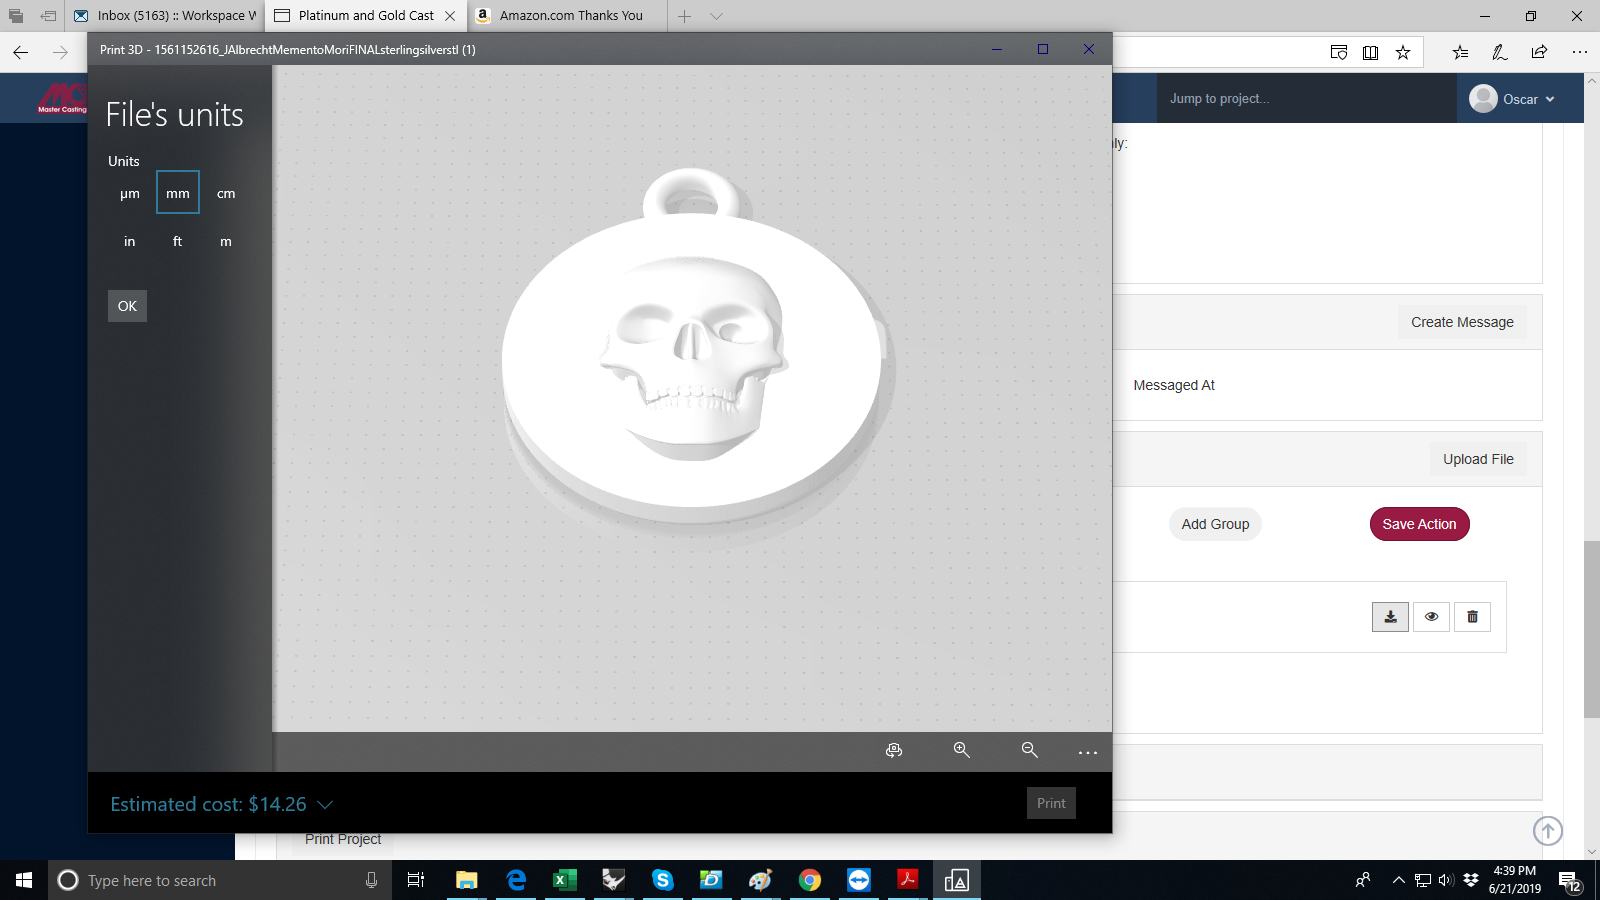 Inbox (5163) :: Workspace W
Platinum and Gold Cast
Amazon.com Thanks You
Print 3D - 1561152616_JAlbrechtMementoMoriFINALsterlingsilverstl (1)
MC
Master Casting
Jump to project...
Oscar
File's units
Units
µm mm cm
in ft m
OK
ly:
Create Message
Messaged At
Upload File
Add Group
Save Action
Estimated cost: $14.26
Print
Print Project
Type here to search
4:39 PM
6/21/2019
12